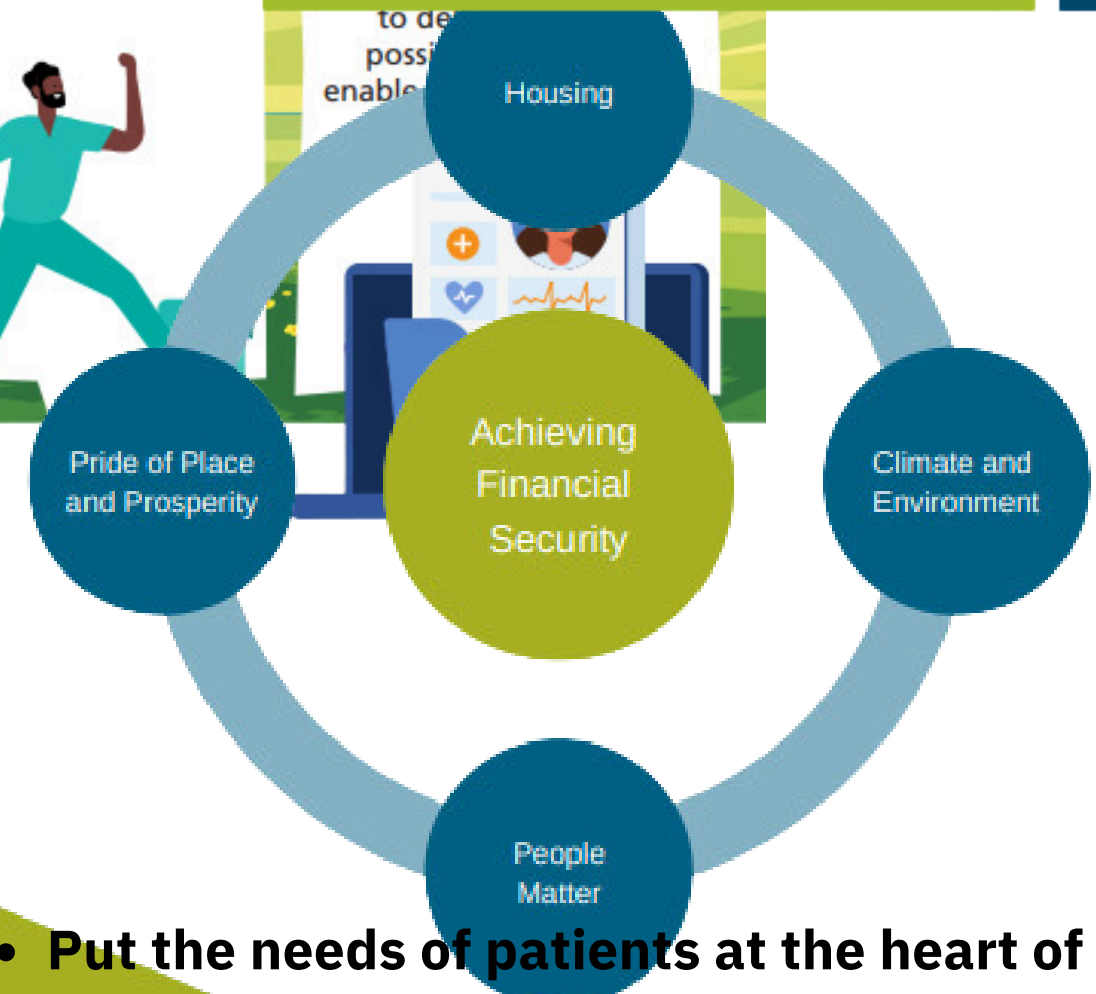 to de
possi
enable
Housing
Pride of Place
and Prosperity
Achieving
Financial
Security
Climate and
Environment
People
Matter
• Put the needs of patients at the heart of